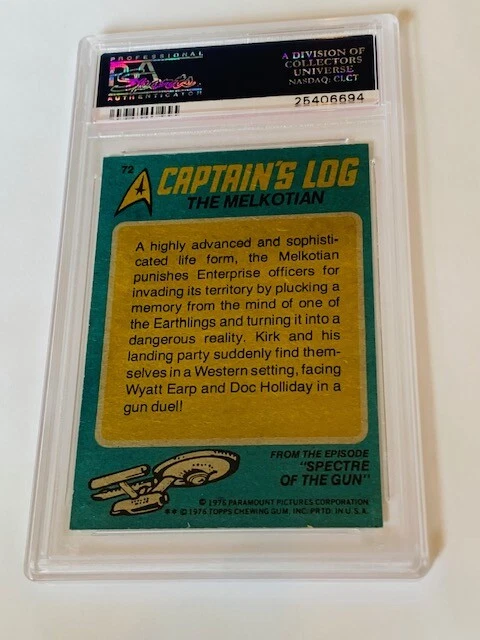 PROFESSIONAL
PSA
Sports
AUTHENTICATOR
A DIVISION OF
COLLECTORS
UNIVERSE
NASDAQ: CLCT
25406694
72
CAPTAIN'S LOG
THE MELKOTIAN
A highly advanced and sophisti-
cated life form, the Melkotian
punishes Enterprise officers for
invading its territory by plucking a
memory from the mind of one of
the Earthlings and turning it into a
dangerous reality. Kirk and his
landing party suddenly find them-
selves in a Western setting, facing
Wyatt Earp and Doc Holliday in a
gun duel!
FROM THE EPISODE
"SPECTRE
OF THE GUN"
© 1976 PARAMOUNT PICTURES CORPORATION
** © 1976 TOPPS CHEWING GUM, INC. PRTD. IN U.S.A.